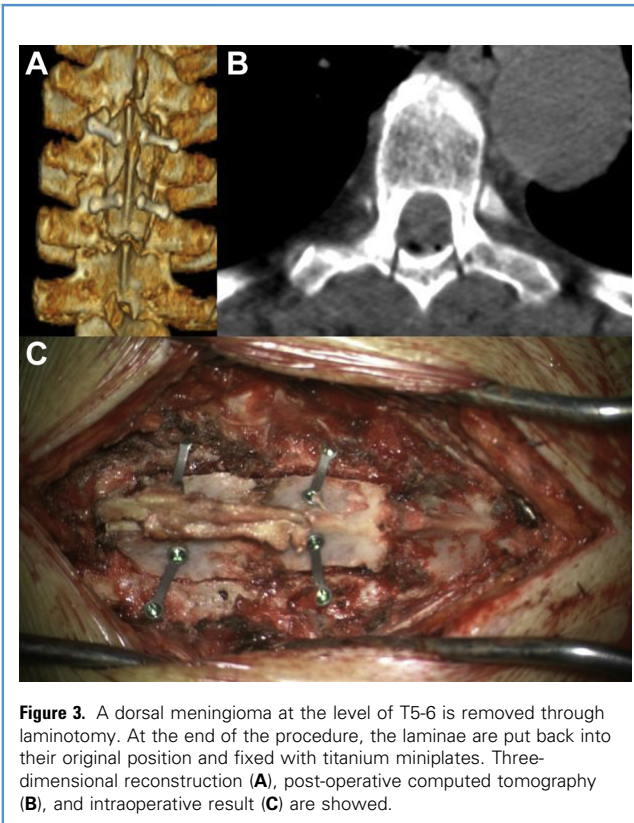 A
B
C
Figure 3. A dorsal meningioma at the level of T5-6 is removed through
laminotomy. At the end of the procedure, the laminae are put back into
their original position and fixed with titanium miniplates. Three-
dimensional reconstruction (A), post-operative computed tomography
(B), and intraoperative result (C) are showed.